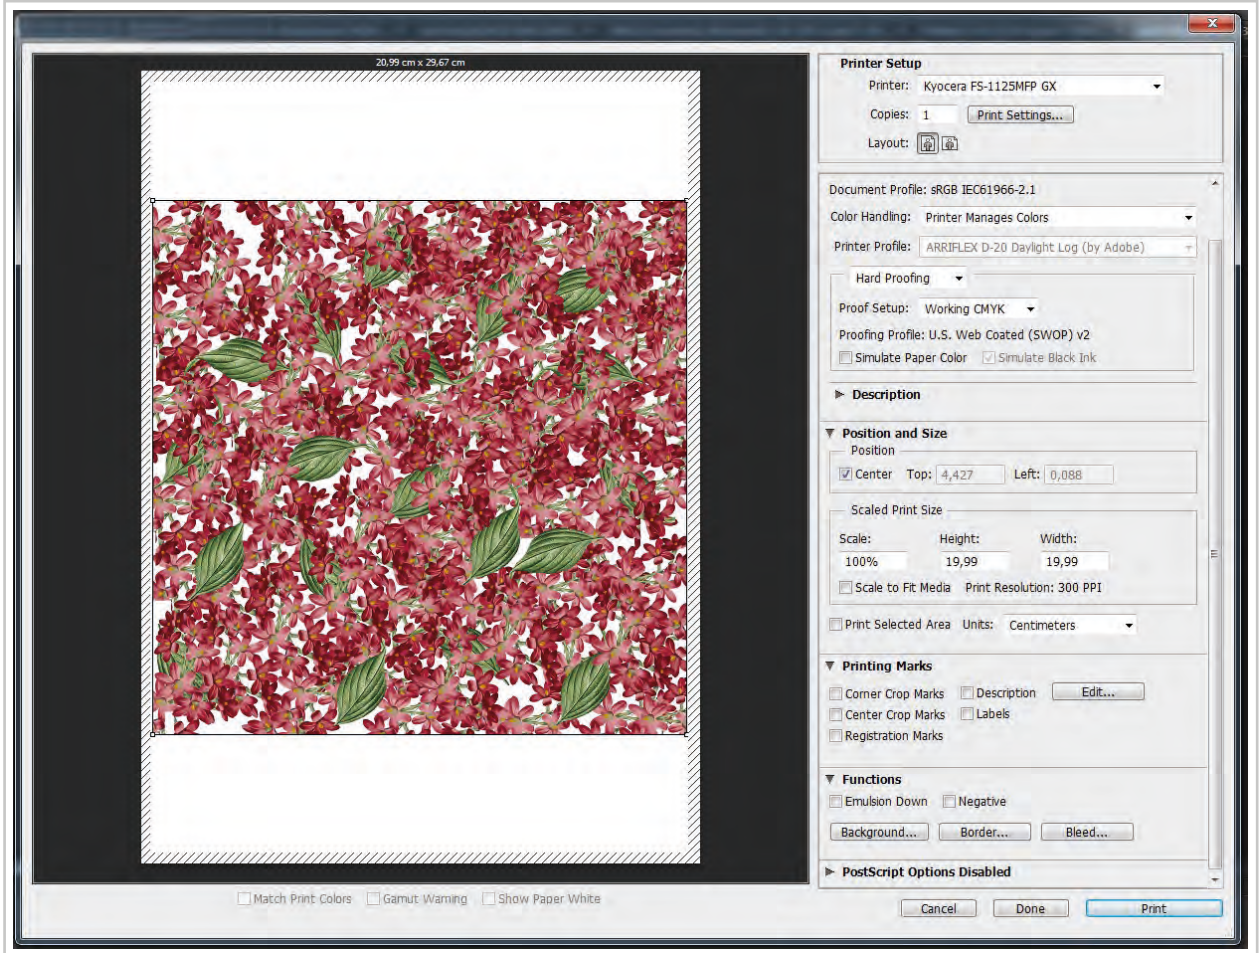 20,99 cm x 29,67 cm
Printer Setup
Printer: Kyocera FS-1125MFP GX
Copies: 1 Print Settings...
Layout:
Document Profile: sRGB IEC61966-2.1
Color Handling: Printer Manages Colors
Printer Profile: ARRIFLEX D-20 Daylight Log (by Adobe)
Hard Proofing
Proof Setup: Working CMYK
Proofing Profile: U.S. Web Coated (SWOP) v2
Simulate Paper Color Simulate Black Ink
Description
Position and Size
Position
Center Top: 4,427 Left: 0,088
Scaled Print Size
Scale: Height: Width:
100% 19,99 19,99
Scale to Fit Media Print Resolution: 300 PPI
Print Selected Area Units: Centimeters
Printing Marks
Corner Crop Marks Description Edit...
Center Crop Marks Labels
Registration Marks
Functions
Emulsion Down Negative
Background... Border... Bleed...
PostScript Options Disabled
Match Print Colors Gamut Warning Show Paper White
Cancel Done Print